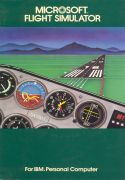 MICROSOFT
FLIGHT SIMULATOR
For IBM® Personal Computer